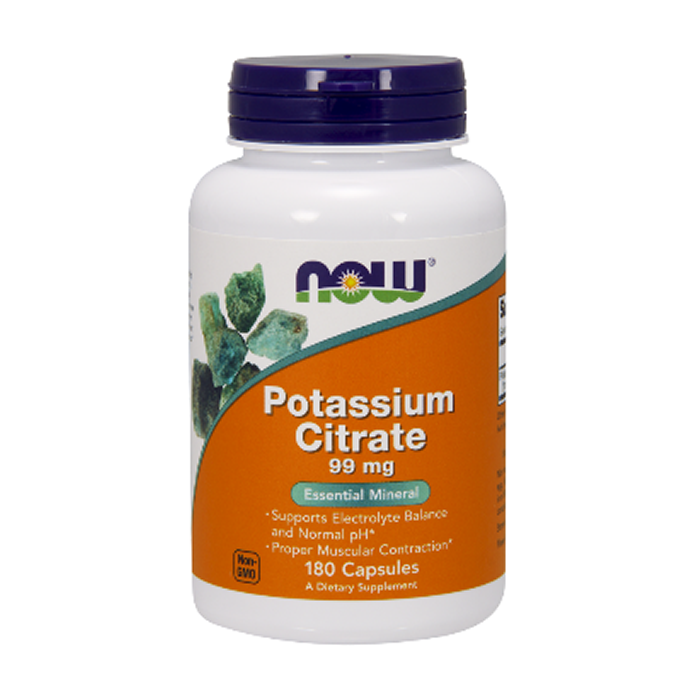 NOW®
Potassium
Citrate
99 mg
Essential Mineral
• Supports Electrolyte Balance
and Normal pH*
• Proper Muscular Contraction*
Non-
GMO
180 Capsules
A Dietary Supplement